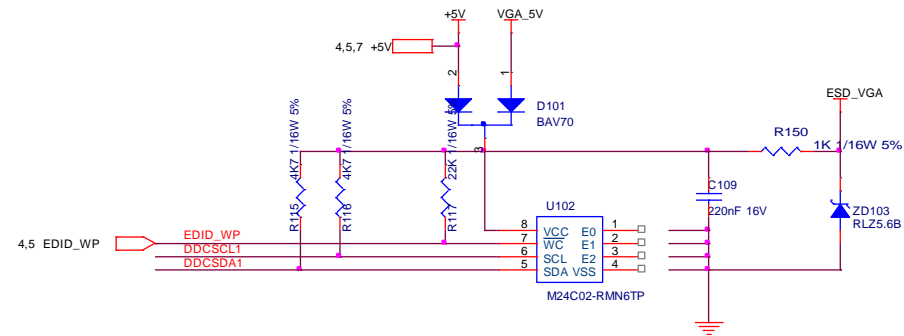 +5V
VGA_5V
4,5,7 +5V
2
1
D101
BAV70
3
ESD_VGA
R150
1K 1/16W 5%
R115 4K7 1/16W 5%
R116 4K7 1/16W 5%
R117 22K 1/16W 5%
C109
220nF 16V
ZD103
RLZ5.6B
U102
8 VCC E0 1
7 WC E1 2
6 SCL E2 3
5 SDA VSS 4
M24C02-RMN6TP
4,5 EDID_WP
EDID_WP
DDCSCL1
DDCSDA1